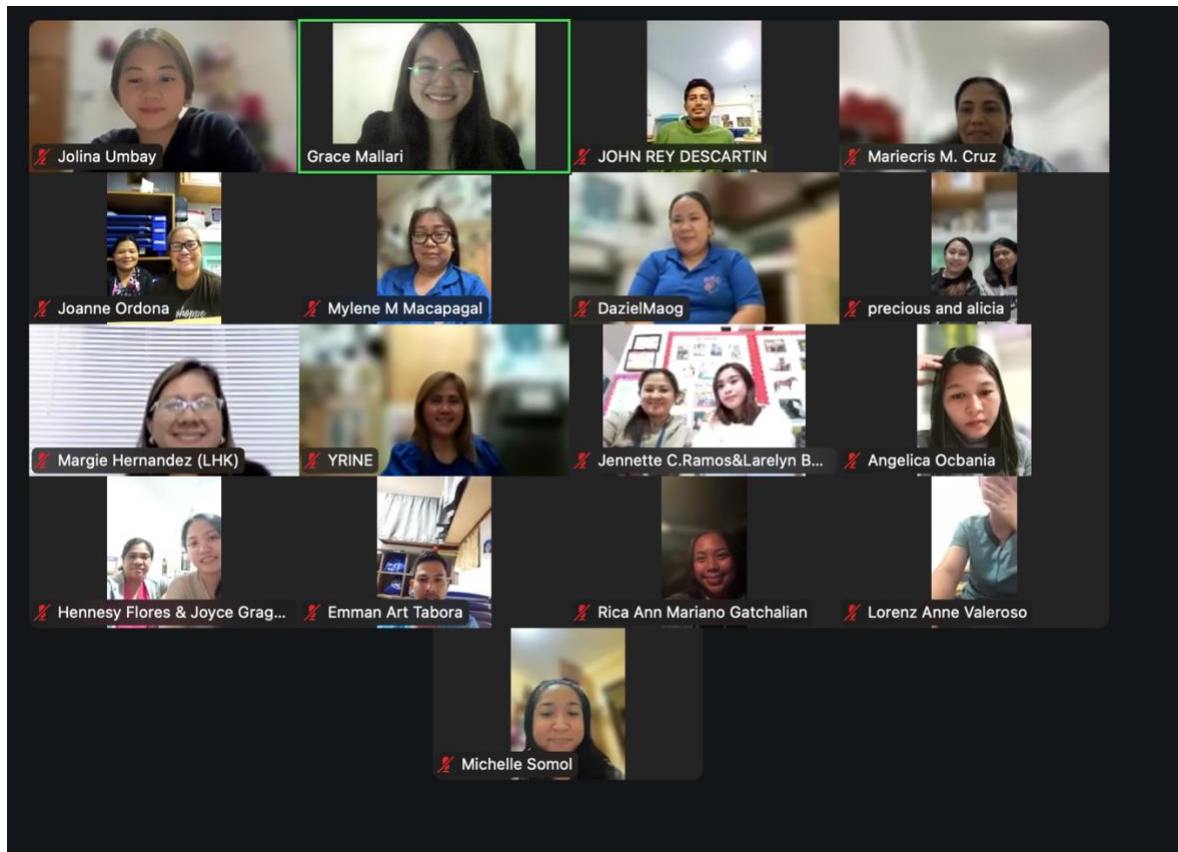 Jolina Umbay
Grace Mallari
JOHN REY DESCARTIN
Mariecris M. Cruz
Joanne Ordona
Mylene M Macapagal
DazielMaog
precious and alicia
Margie Hernandez (LHK)
YRINE
Jennette C.Ramos&Larelyn B...
Angelica Ocbania
Hennesy Flores & Joyce Grag...
Emman Art Tabora
Rica Ann Mariano Gatchalian
Lorenz Anne Valeroso
Michelle Somol